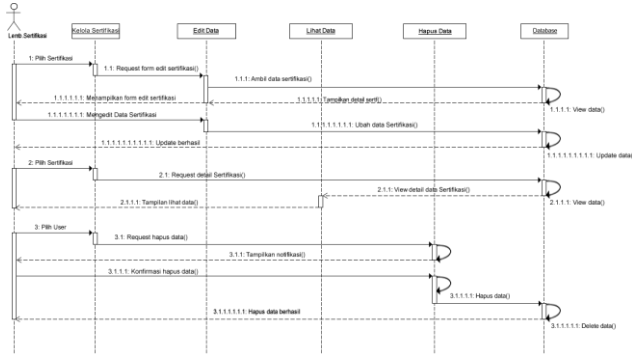 Lemb.Sertifikasi
Kelola Sertifikasi
Edit Data
Lihat Data
Hapus Data
Database
1: Pilih Sertifikasi
1.1: Request form edit sertifikasi()
1.1.1: Ambil data sertifikasi()
1.1.1.1: View data()
1.1.1.1.1: Tampilkan detail sertf()
1.1.1.1.1.1: Menampilkan form edit sertifikasi
1.1.1.1.1.1.1: Mengedit Data Sertifikasi
1.1.1.1.1.1.1.1: Ubah data Sertifikasi()
1.1.1.1.1.1.1.1.1: Update data()
1.1.1.1.1.1.1.1.1.1: Update berhasil
2: Pilih Sertifikasi
2.1: Request detail Sertifikasi()
2.1.1: View detail data Sertifikasi()
2.1.1.1: Tampilan lihat data()
2.1.1.1: View data()
3: Pilih User
3.1: Request hapus data()
3.1.1: Tampilkan notifikasi()
3.1.1.1: Konfirmasi hapus data()
3.1.1.1.1: Hapus data()
3.1.1.1.1.1: Delete data()
3.1.1.1.1.1.1: Hapus data berhasil